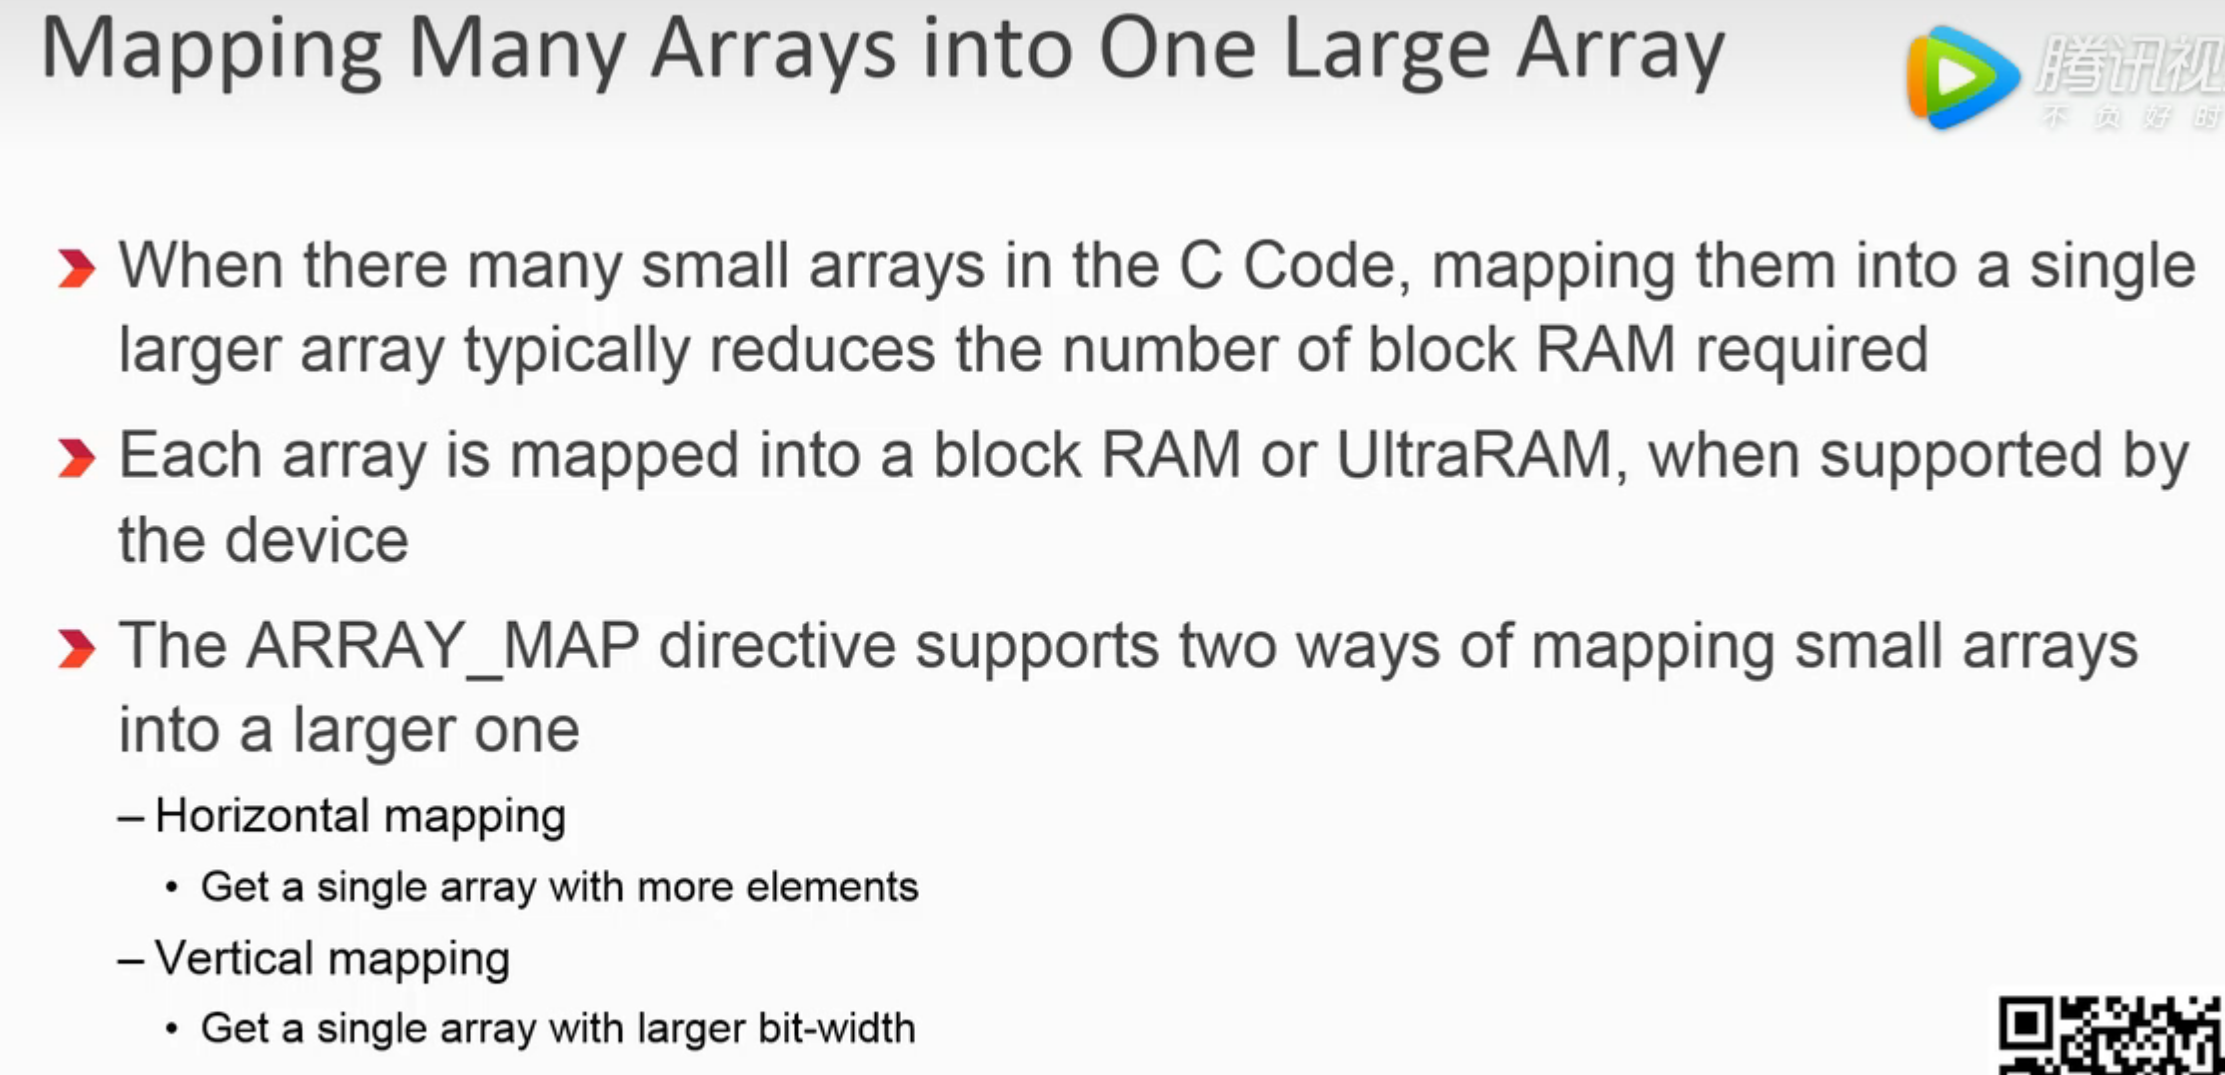 Mapping Many Arrays into One Large Array
腾讯视
不负好时
When there many small arrays in the C Code, mapping them into a single
larger array typically reduces the number of block RAM required
Each array is mapped into a block RAM or UltraRAM, when supported by
the device
The ARRAY_MAP directive supports two ways of mapping small arrays
into a larger one
– Horizontal mapping
• Get a single array with more elements
– Vertical mapping
• Get a single array with larger bit-width